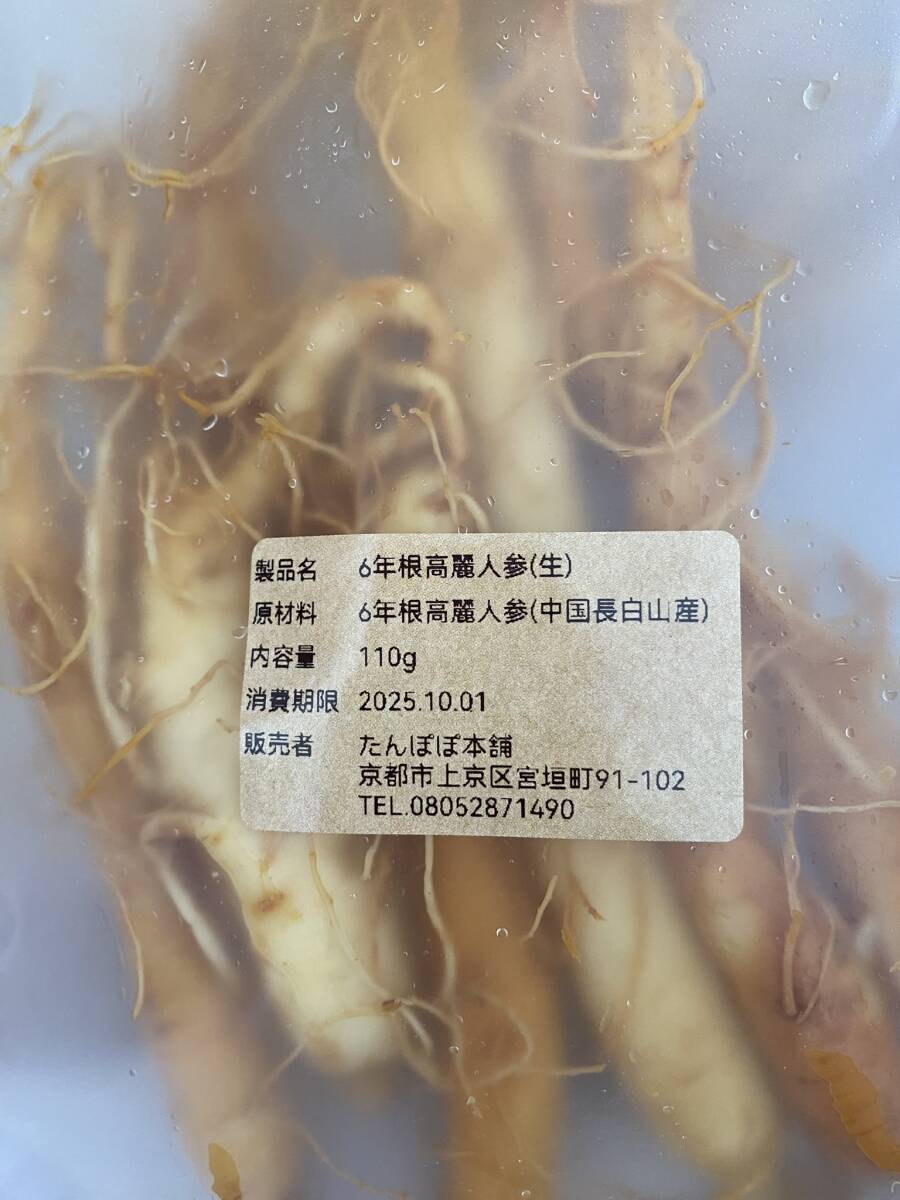 製品名 6年根高麗人参(生)
原材料 6年根高麗人参(中国長白山産)
内容量 110g
消費期限 2025.10.01
販売者 たんぽぽ本舗
京都市上京区宮垣町91-102
TEL.08052871490